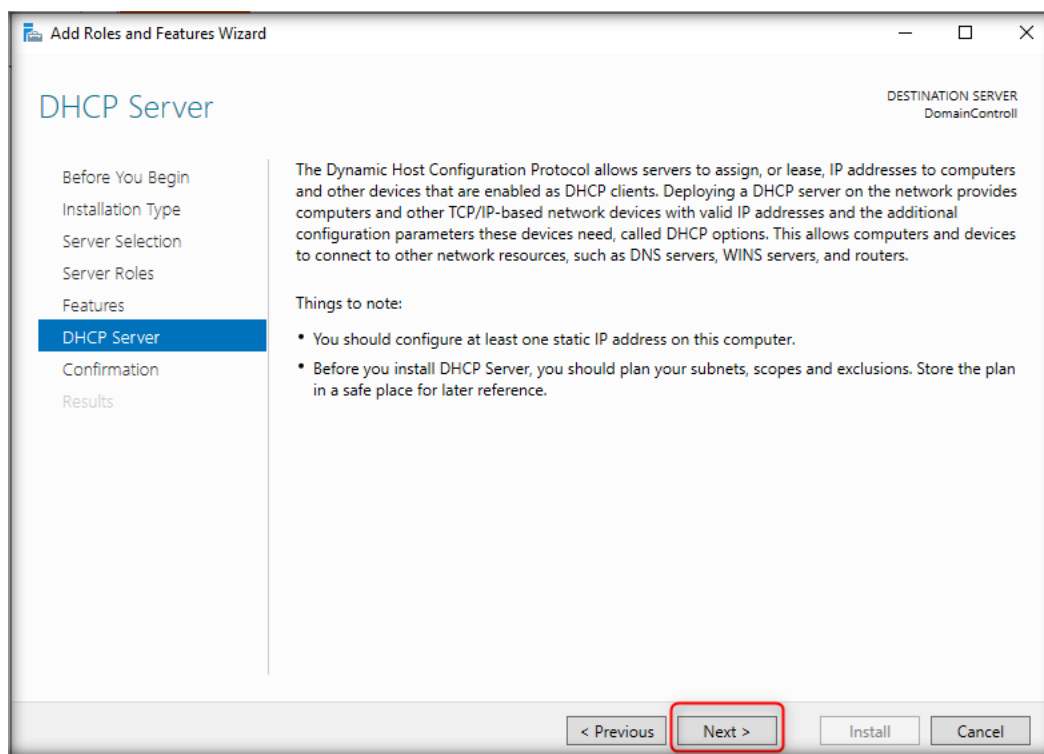 Add Roles and Features Wizard
DHCP Server
DESTINATION SERVER
DomainControll
Before You Begin
Installation Type
Server Selection
Server Roles
Features
DHCP Server
Confirmation
Results
The Dynamic Host Configuration Protocol allows servers to assign, or lease, IP addresses to computers
and other devices that are enabled as DHCP clients. Deploying a DHCP server on the network provides
computers and other TCP/IP-based network devices with valid IP addresses and the additional
configuration parameters these devices need, called DHCP options. This allows computers and devices
to connect to other network resources, such as DNS servers, WINS servers, and routers.
Things to note:
• You should configure at least one static IP address on this computer.
• Before you install DHCP Server, you should plan your subnets, scopes and exclusions. Store the plan
in a safe place for later reference.
< Previous
Next >
Install
Cancel